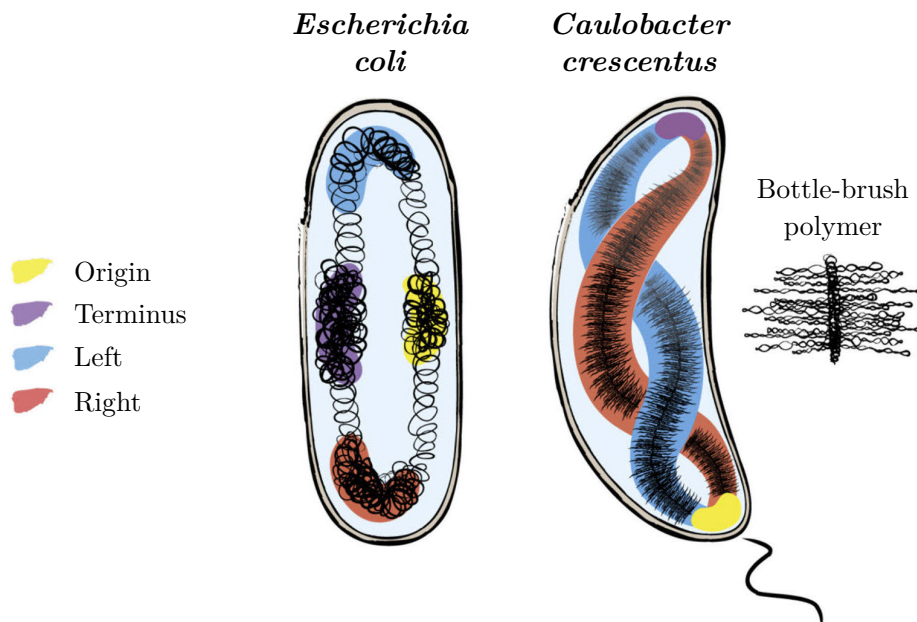 Escherichia
coli
Caulobacter
crescentus
Bottle-brush
polymer
Origin
Terminus
Left
Right